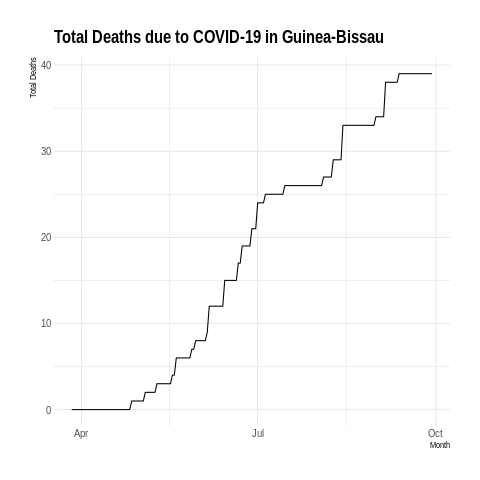 Total Deaths due to COVID-19 in Guinea-Bissau
Total Deaths
40
30
20
10
0
Apr
Jul
Oct
Month